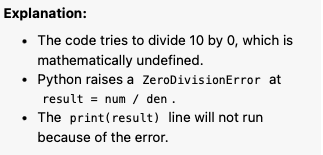 Explanation:
• The code tries to divide 10 by 0, which is
mathematically undefined.
• Python raises a ZeroDivisionError at
result = num / den .
• The print(result) line will not run
because of the error.